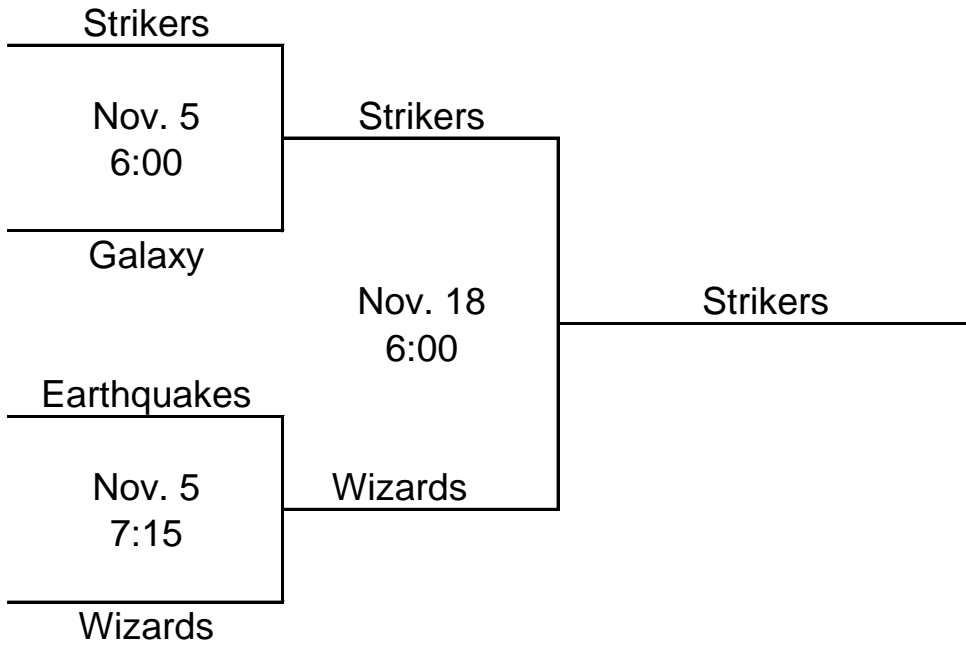 Strikers
Nov. 5
6:00
Galaxy
Strikers
Nov. 18
6:00
Strikers
Earthquakes
Nov. 5
7:15
Wizards
Wizards